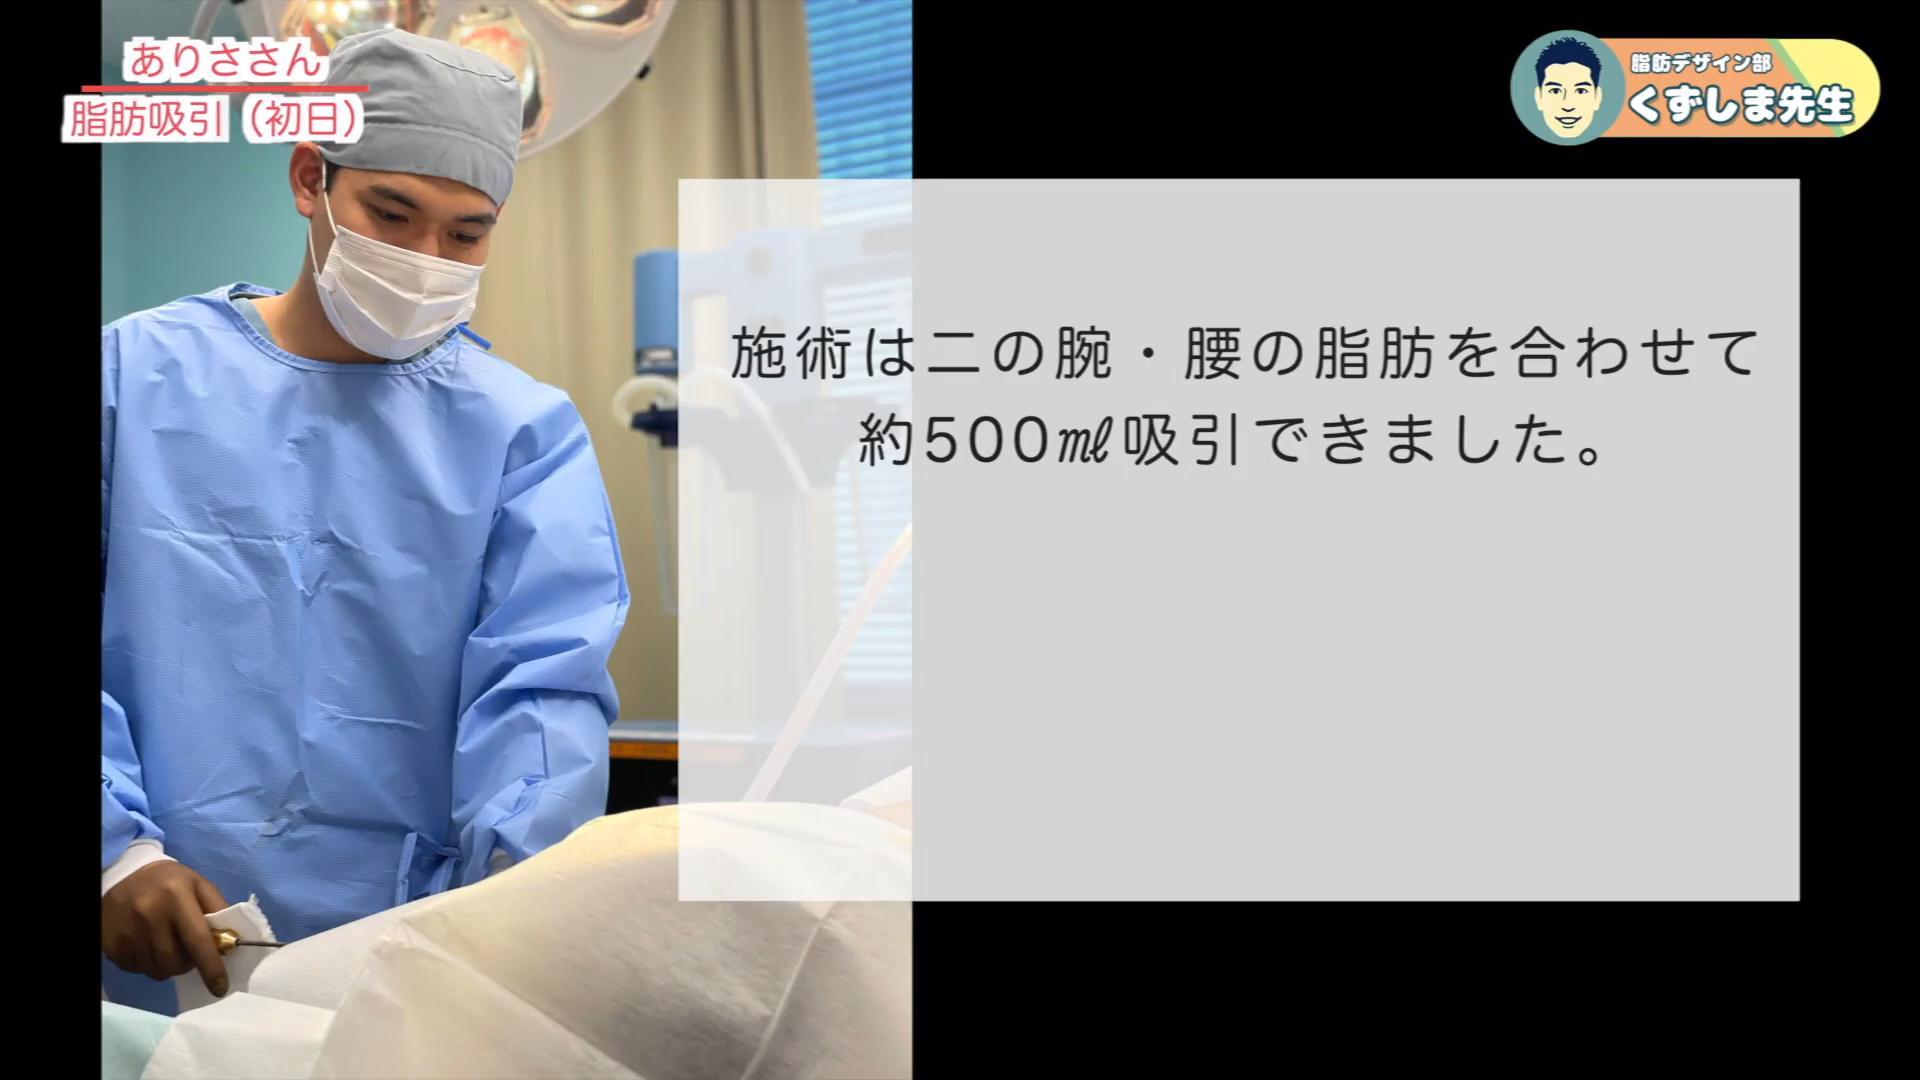 ありささん
脂肪吸引（初日）
脂肪デザイン部
くずしま先生
施術は二の腕・腰の脂肪を合わせて
約500㎖吸引できました。